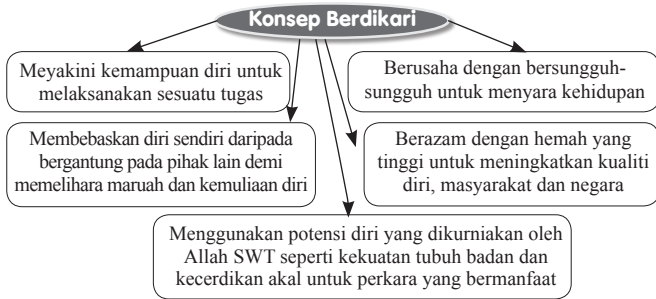 Konsep Berdikari
Meyakini kemampuan diri untuk
melaksanakan sesuatu tugas
Berusaha dengan bersungguh-
sungguh untuk menyara kehidupan
Membebaskan diri sendiri daripada
bergantung pada pihak lain demi
memelihara maruah dan kemuliaan diri
Berazam dengan hemah yang
tinggi untuk meningkatkan kualiti
diri, masyarakat dan negara
Menggunakan potensi diri yang dikurniakan oleh
Allah SWT seperti kekuatan tubuh badan dan
kecerdikan akal untuk perkara yang bermanfaat